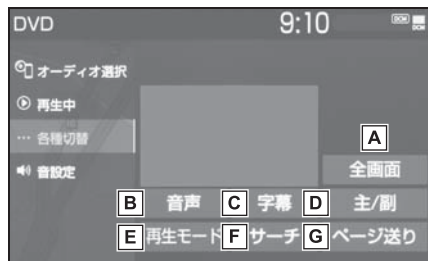 DVD 9:10 DCM DCM
オーディオ選択
再生中
… 各種切替
音設定
A
全画面
B 音声 C 字幕 D 主/副
E 再生モード F サーチ G ページ送り